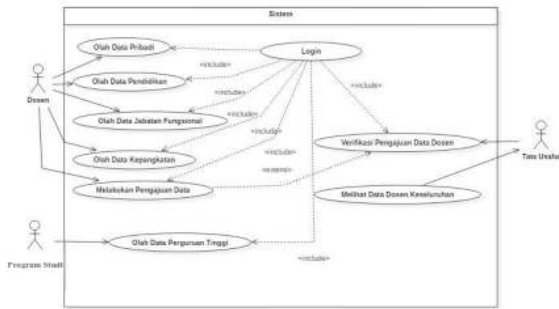 Sistem
Olah Data Pribadi
Login
«include»
Olah Data Pendidikan
«include»
«include»
Dosen
«include»
Olah Data Jabatan Fungsional
«include»
Verifikasi Pengajuan Data Dosen
Tata Usaha
Olah Data Kepangkatan
«include»
«extend»
Melakukan Pengajuan Data
Melihat Data Dosen Keseluruhan
Program Studi
Olah Data Perguruan Tinggi
«include»